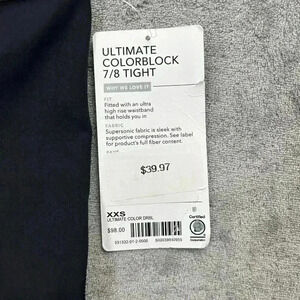 ULTIMATE
COLORBLOCK
7/8 TIGHT
WHY WE LOVE IT
FIT
Fitted with an ultra
high rise waistband
that holds you in
FABRIC
Supersonic fabric is sleek with
supportive compression. See label
for product's full fiber content.
$39.97
XXS
ULTIMATE COLOR DRBL
$98.00
Certified